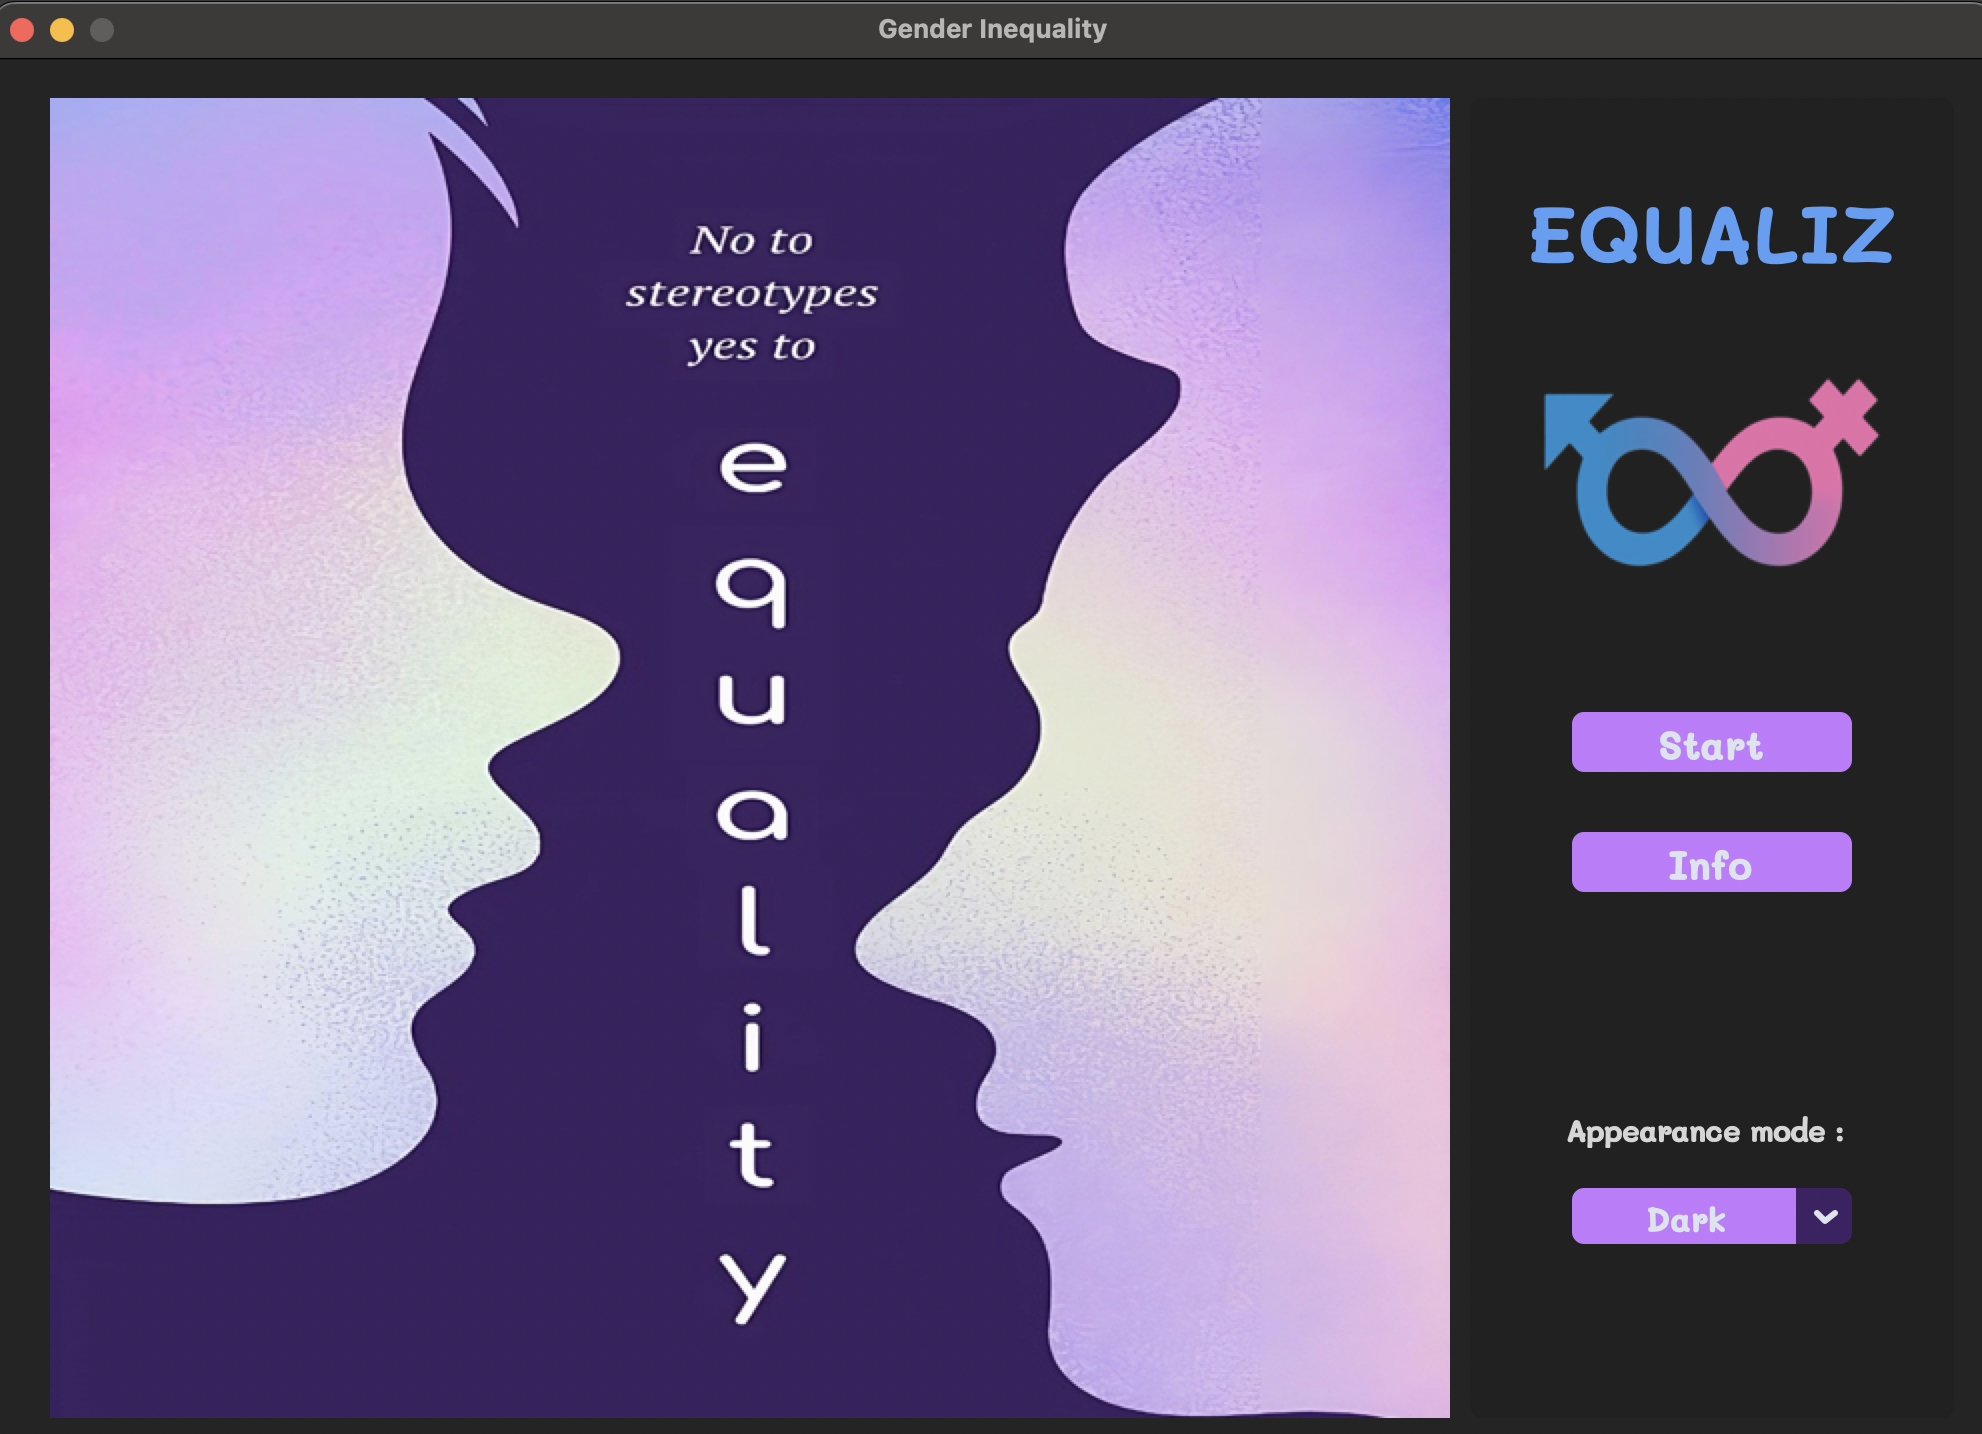 Gender Inequality
No to
stereotypes
yes to
e
q
u
a
l
i
t
y
EQUALIZ
Start
Info
Appearance mode :
Dark